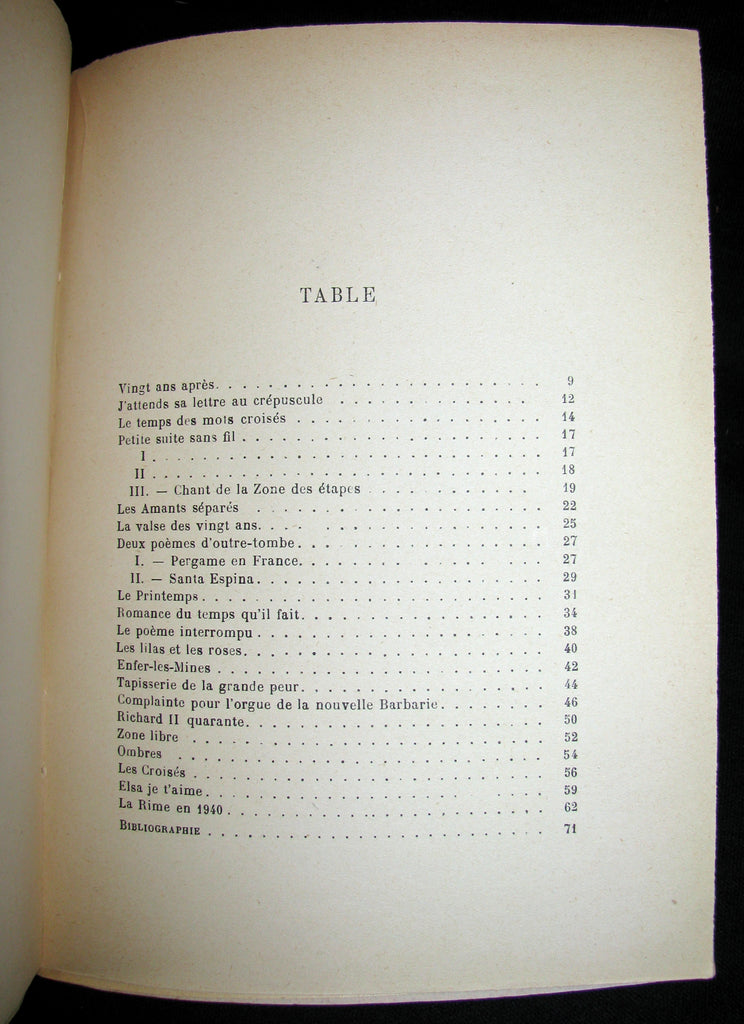 TABLE
Vingt ans après. . . . . . . . . . . . . . . . . . . . . . . . . 9
J'attends sa lettre au crépuscule . . . . . . . . . . . . . . . 12
Le temps des mots croisés . . . . . . . . . . . . . . . . . . . 14
Petite suite sans fil . . . . . . . . . . . . . . . . . . . . . . . 17
I . . . . . . . . . . . . . . . . . . . . . . . . . . . . . 17
II . . . . . . . . . . . . . . . . . . . . . . . . . . . . . 18
III. — Chant de la Zone des étapes . . . . . . . . . . . . 19
Les Amants séparés . . . . . . . . . . . . . . . . . . . . . . 22
La valse des vingt ans. . . . . . . . . . . . . . . . . . . . 25
Deux poèmes d'outre-tombe. . . . . . . . . . . . . . . . . . . 27
I. — Pergame en France. . . . . . . . . . . . . . . . . . 27
II. — Santa Espina. . . . . . . . . . . . . . . . . . . . . . 29
Le Printemps . . . . . . . . . . . . . . . . . . . . . . . . . . 31
Romance du temps qu'il fait. . . . . . . . . . . . . . . . . . . 34
Le poème interrompu . . . . . . . . . . . . . . . . . . . . . . 38
Les lilas et les roses. . . . . . . . . . . . . . . . . . . . . . . 40
Enfer-les-Mines . . . . . . . . . . . . . . . . . . . . . . . . . 42
Tapisserie de la grande peur. . . . . . . . . . . . . . . . . . . 44
Complainte pour l'orgue de la nouvelle Barbarie. . . . . . . . 46
Richard II quarante. . . . . . . . . . . . . . . . . . . . . . . 50
Zone libre . . . . . . . . . . . . . . . . . . . . . . . . . . . 52
Ombres . . . . . . . . . . . . . . . . . . . . . . . . . . . . 54
Les Croisés . . . . . . . . . . . . . . . . . . . . . . . . . . . 56
Elsa je t'aime. . . . . . . . . . . . . . . . . . . . . . . . . . 59
La Rime en 1940 . . . . . . . . . . . . . . . . . . . . . . . . 62
BIBLIOGRAPHIE . . . . . . . . . . . . . . . . . . . . . . . . . 71